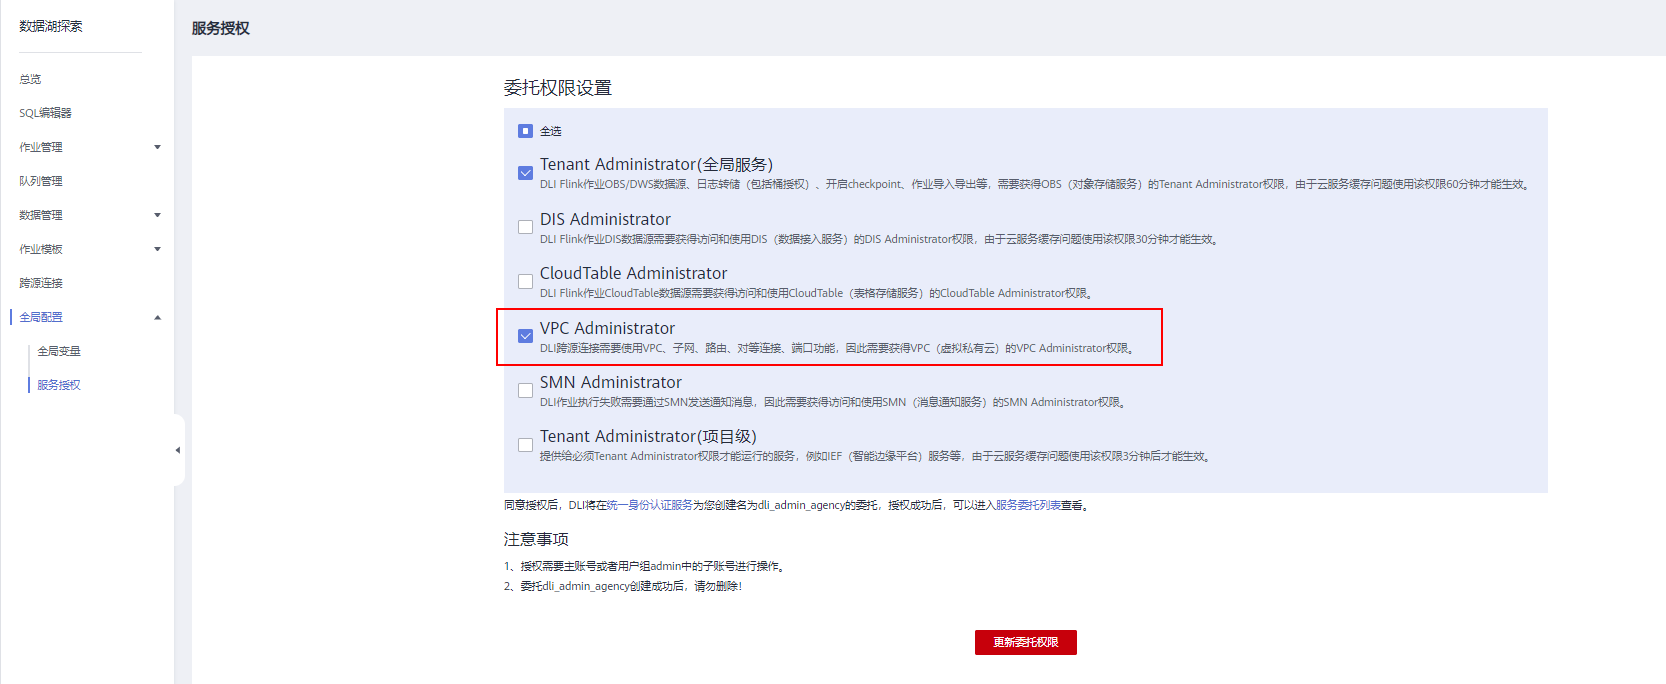 数据湖探索
总览
SQL编辑器
作业管理
队列管理
数据管理
作业模板
跨源连接
全局配置
全局变量
服务授权
服务授权
委托权限设置
全选
Tenant Administrator(全局服务)
DLI Flink作业OBS/DWS数据源、日志转储（包括桶授权）、开启checkpoint、作业导入导出等，需要获得OBS（对象存储服务）的Tenant Administrator权限，由于云服务缓存问题使用该权限60分钟才能生效。
DIS Administrator
DLI Flink作业DIS数据源需要获得访问和使用DIS（数据接入服务）的DIS Administrator权限，由于云服务缓存问题使用该权限30分钟才能生效。
CloudTable Administrator
DLI Flink作业CloudTable数据源需要获得访问和使用CloudTable（表格存储服务）的CloudTable Administrator权限。
VPC Administrator
DLI跨源连接需要使用VPC、子网、路由、对等连接、端口功能，因此需要获得VPC（虚拟私有云）的VPC Administrator权限。
SMN Administrator
DLI作业执行失败需要通过SMN发送通知消息，因此需要获得访问和使用SMN（消息通知服务）的SMN Administrator权限。
Tenant Administrator(项目级)
提供给必须Tenant Administrator权限才能运行的服务，例如IEF（智能边缘平台）服务等，由于云服务缓存问题使用该权限3分钟后才能生效。
同意授权后，DLI将在统一身份认证服务为您创建名为dli_admin_agency的委托，授权成功后，可以进入服务委托列表查看。
注意事项
1、授权需要主账号或者用户组admin中的子账号进行操作。
2、委托dli_admin_agency创建成功后，请勿删除！
更新委托权限